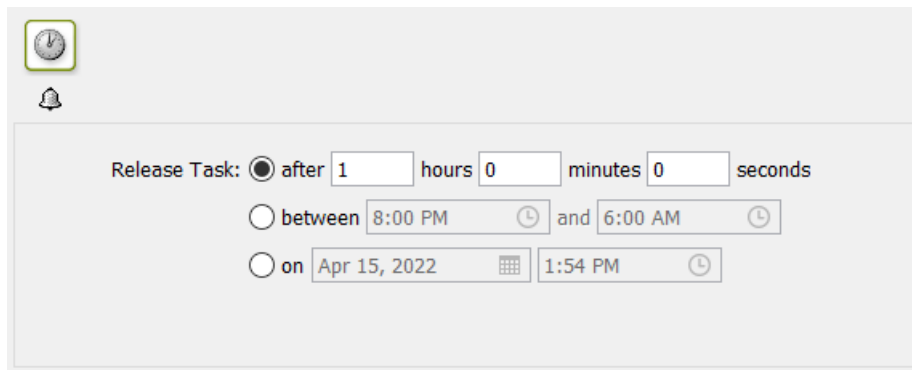 Release Task: after 1 hours 0 minutes 0 seconds
between 8:00 PM and 6:00 AM
on Apr 15, 2022 1:54 PM